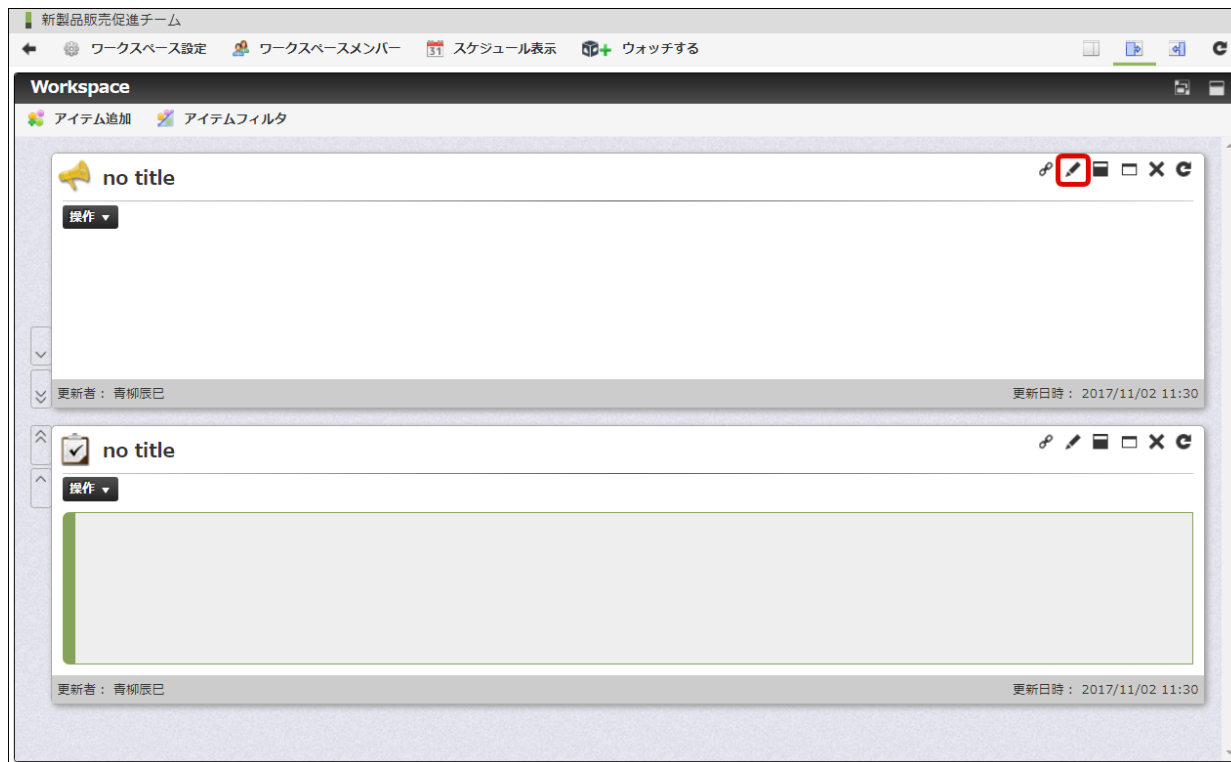 新製品販売促進チーム
ワークスペース設定 ワークスペースメンバー 31 スケジュール表示 ウォッチする
Workspace
アイテム追加 アイテムフィルタ
no title
操作
更新者： 青柳辰巳 更新日時： 2017/11/02 11:30
no title
操作
更新者： 青柳辰巳 更新日時： 2017/11/02 11:30